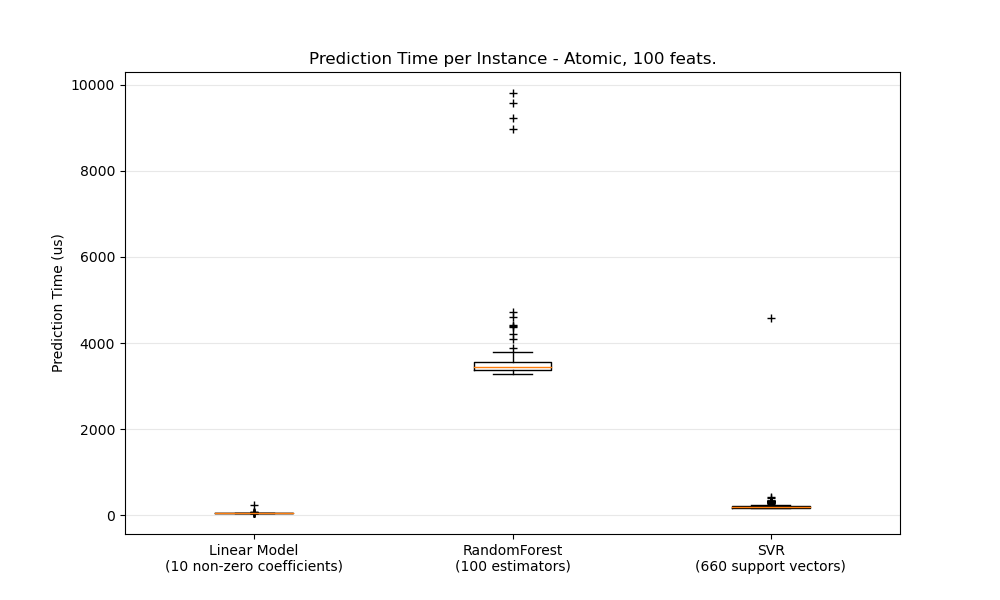 Prediction Time per Instance - Atomic, 100 feats.
10000
8000
6000
4000
2000
0
Prediction Time (us)
Linear Model
(10 non-zero coefficients)
RandomForest
(100 estimators)
SVR
(660 support vectors)